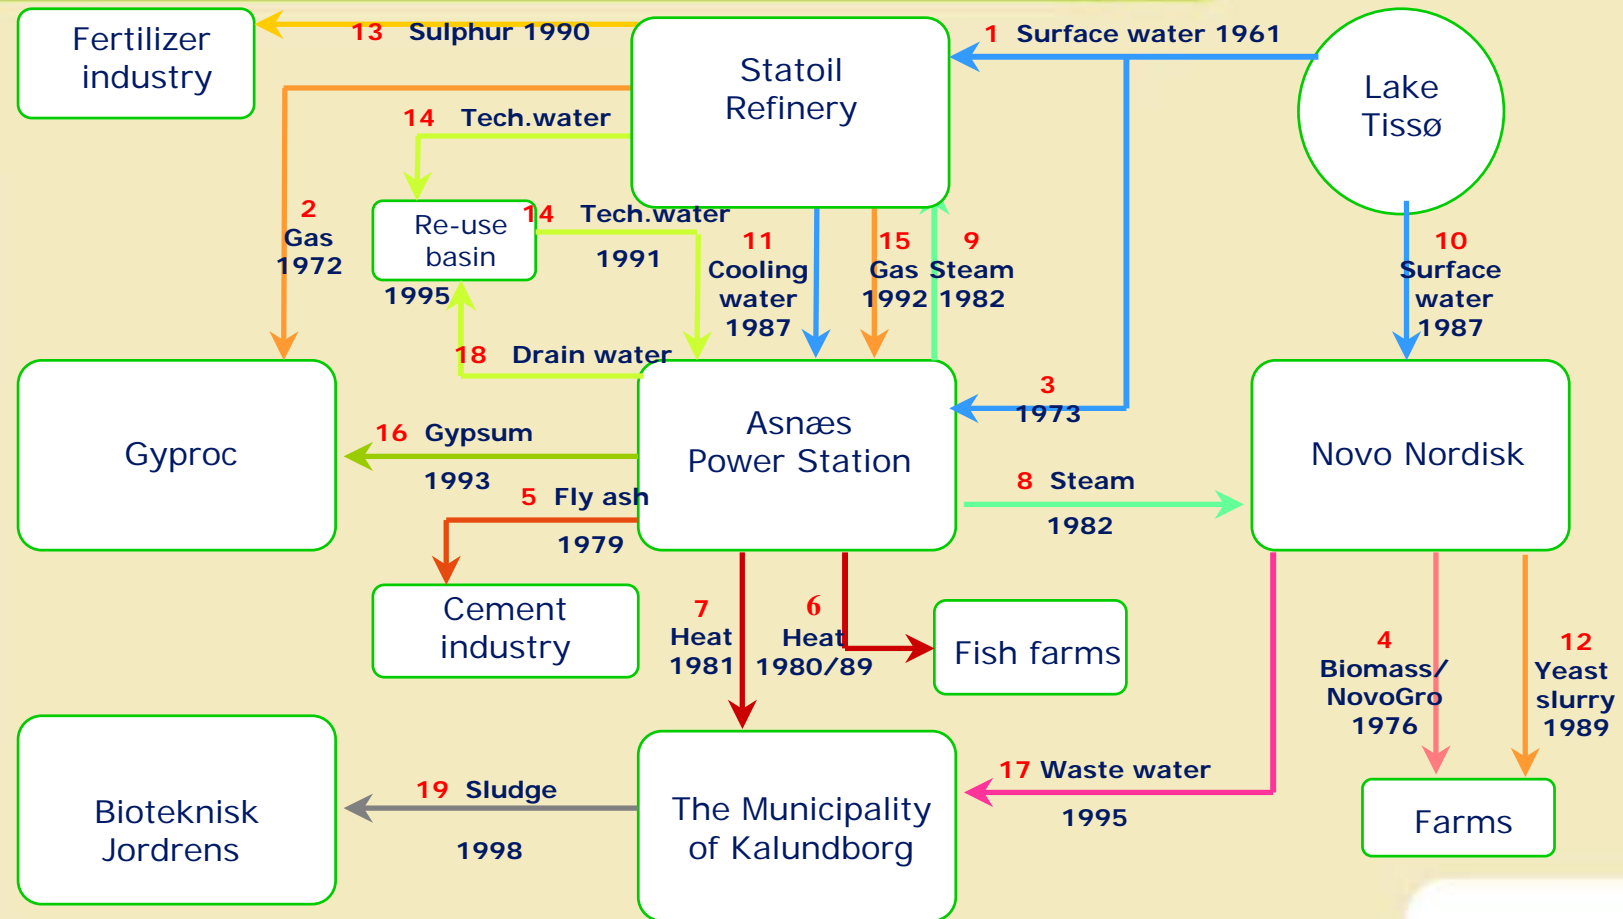 13 Sulphur 1990
1 Surface water 1961
Fertilizer
industry
Statoil
Refinery
Lake
Tissø
14 Tech.water
2
Gas
1972
Re-use
basin
1995
14 Tech.water
1991
11
Cooling
water
1987
15
Gas
1992
9
Steam
1982
10
Surface
water
1987
18 Drain water
3
1973
Gyproc
16 Gypsum
1993
Asnæs
Power Station
Novo Nordisk
8 Steam
1982
5 Fly ash
1979
Cement
industry
7
Heat
1981
6
Heat
1980/89
Fish farms
4
Biomass/
NovoGro
1976
12
Yeast
slurry
1989
17 Waste water
1995
19 Sludge
1998
Bioteknisk
Jordrens
The Municipality
of Kalundborg
Farms